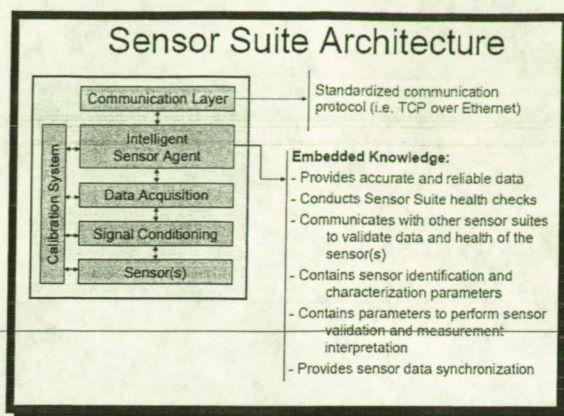 Sensor Suite Architecture
Communication Layer
Intelligent
Sensor Agent
Data Acquisition
Signal Conditioning
Sensor(s)
Calibration System
Standardized communication
protocol (i.e. TCP over Ethernet)
Embedded Knowledge:
- Provides accurate and reliable data
- Conducts Sensor Suite health checks
- Communicates with other sensor suites
to validate data and health of the
sensor(s)
- Contains sensor identification and
characterization parameters
- Contains parameters to perform sensor
validation and measurement
interpretation
- Provides sensor data synchronization